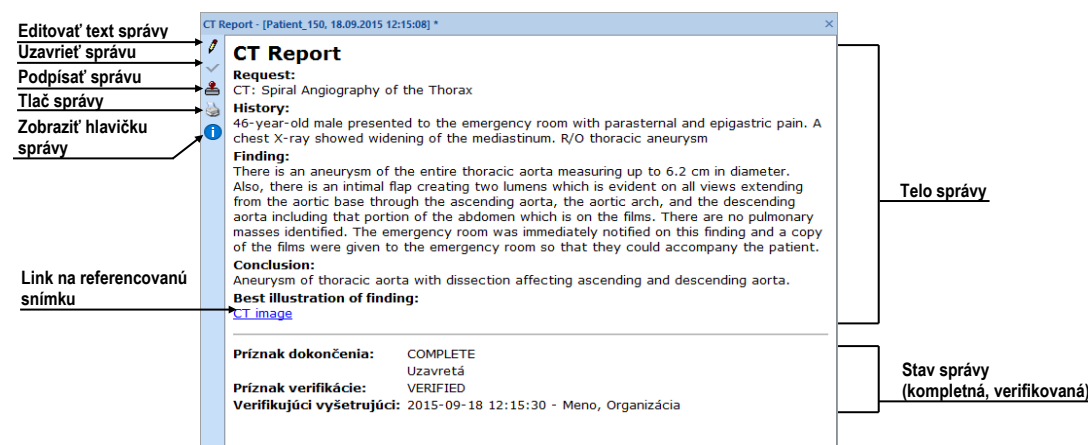 CT Report - [Patient_150, 18.09.2015 12:15:08] *
Editovať text správy
Uzavrieť správu
Podpísať správu
Tlač správy
Zobraziť hlavičku
správy
CT Report
Request:
CT: Spiral Angiography of the Thorax
History:
46-year-old male presented to the emergency room with parasternal and epigastric pain. A
chest X-ray showed widening of the mediastinum. R/O thoracic aneurysm
Finding:
There is an aneurysm of the entire thoracic aorta measuring up to 6.2 cm in diameter.
Also, there is an intimal flap creating two lumens which is evident on all views extending
from the aortic base through the ascending aorta, the aortic arch, and the descending
aorta including that portion of the abdomen which is on the films. There are no pulmonary
masses identified. The emergency room was immediately notified on this finding and a copy
of the films were given to the emergency room so that they could accompany the patient.
Conclusion:
Aneurysm of thoracic aorta with dissection affecting ascending and descending aorta.
Best illustration of finding:
CT image
Telo správy
Link na referencovanú
snímku
Príznak dokončenia: COMPLETE
Uzavretá
Príznak verifikácie: VERIFIED
Verifikujúci vyšetrujúci: 2015-09-18 12:15:30 - Meno, Organizácia
Stav správy
(kompletná, verifikovaná)